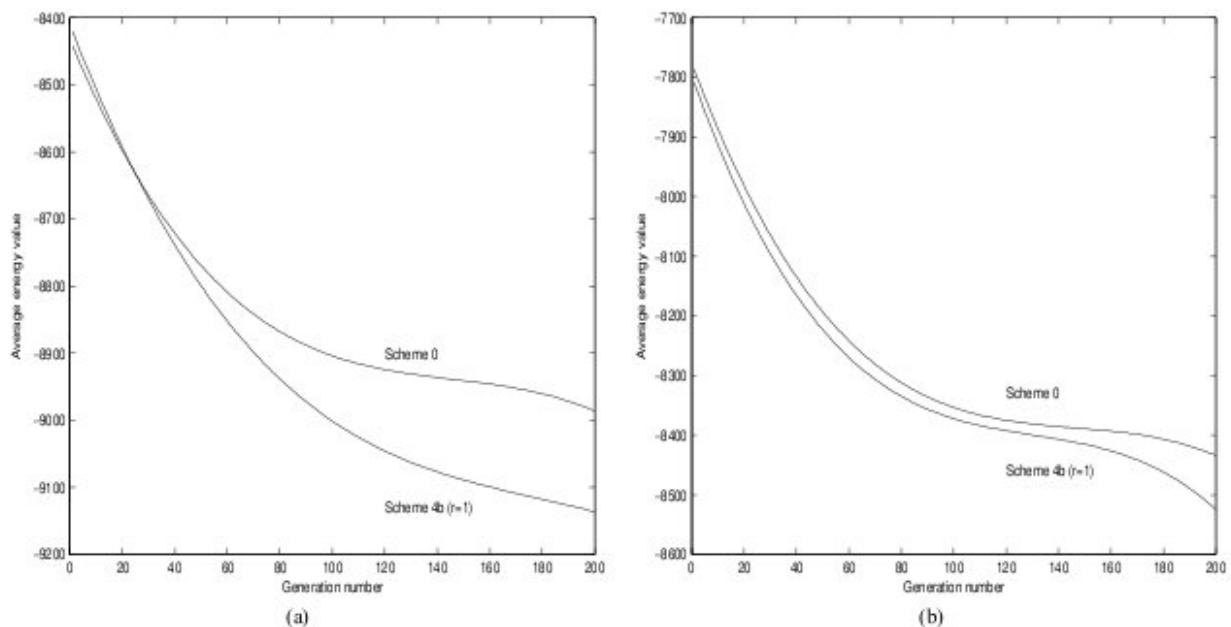 -8400
-8500
-8600
-8700
-8800
-8900
-9000
-9100
-9200
Average energy value
Scheme 0
Scheme 4b (r=1)
0 20 40 60 80 100 120 140 160 180 200
Generation number
(a)
-7700
-7800
-7900
-8000
-8100
-8200
-8300
-8400
-8500
-8600
Average energy value
Scheme 0
Scheme 4b (r=1)
0 20 40 60 80 100 120 140 160 180 200
Generation number
(b)